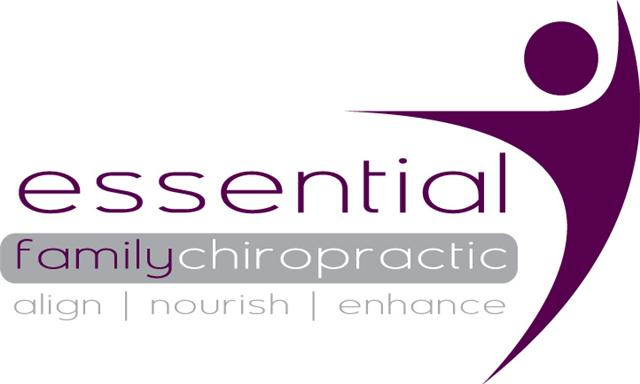 essential
familychiropractic
align | nourish | enhance